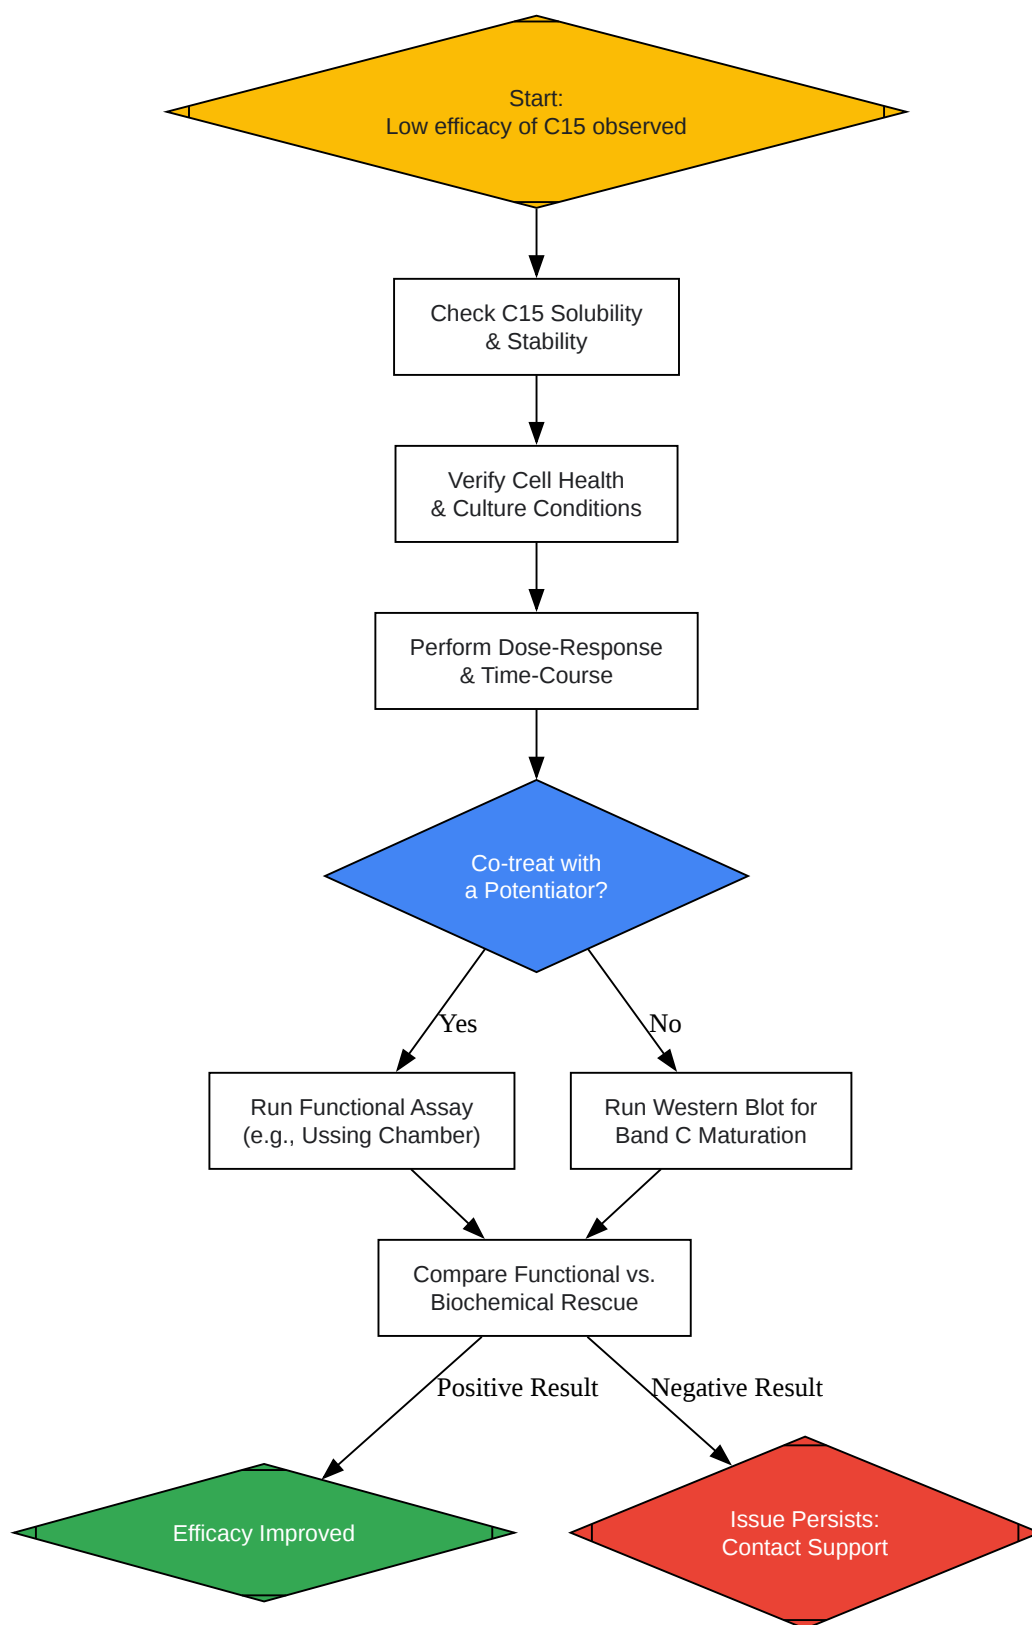 Start:
Low efficacy of C15 observed
Check C15 Solubility
& Stability
Verify Cell Health
& Culture Conditions
Perform Dose-Response
& Time-Course
Co-treat with
a Potentiator?
Yes
No
Run Functional Assay
(e.g., Ussing Chamber)
Run Western Blot for
Band C Maturation
Compare Functional vs.
Biochemical Rescue
Positive Result
Negative Result
Efficacy Improved
Issue Persists:
Contact Support